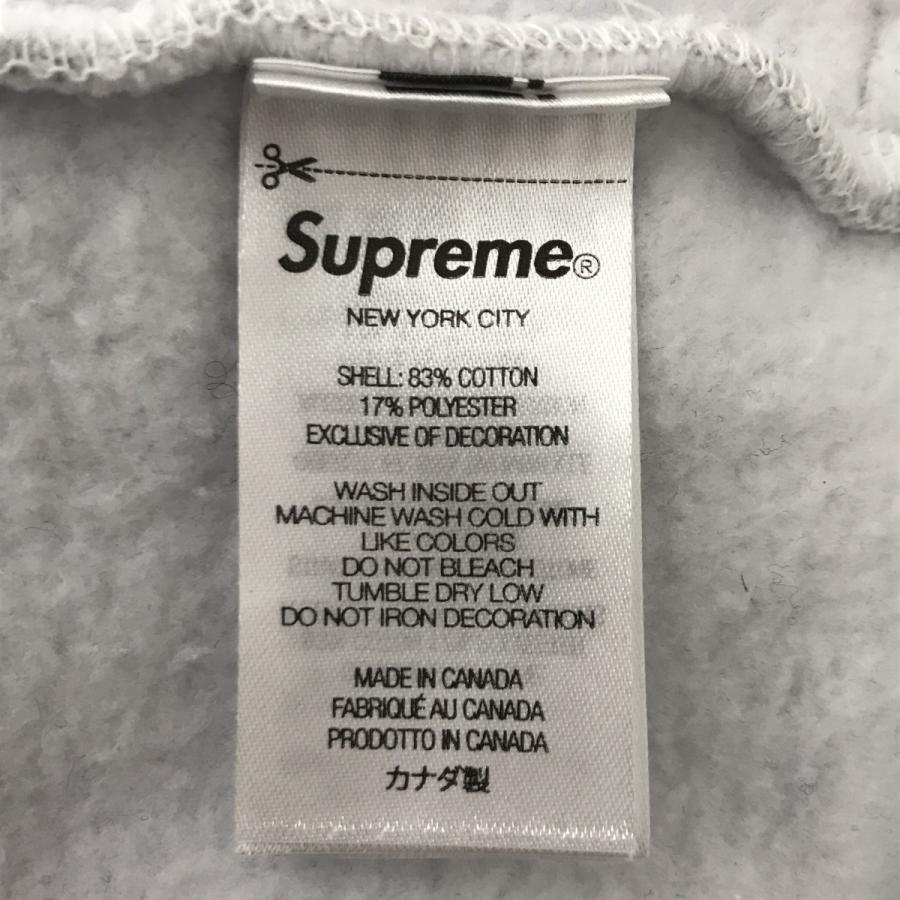 Supreme®
NEW YORK CITY
SHELL: 83% COTTON
17% POLYESTER
EXCLUSIVE OF DECORATION
WASH INSIDE OUT
MACHINE WASH COLD WITH
LIKE COLORS
DO NOT BLEACH
TUMBLE DRY LOW
DO NOT IRON DECORATION
MADE IN CANADA
FABRIQUÉ AU CANADA
PRODOTTO IN CANADA
カナダ製